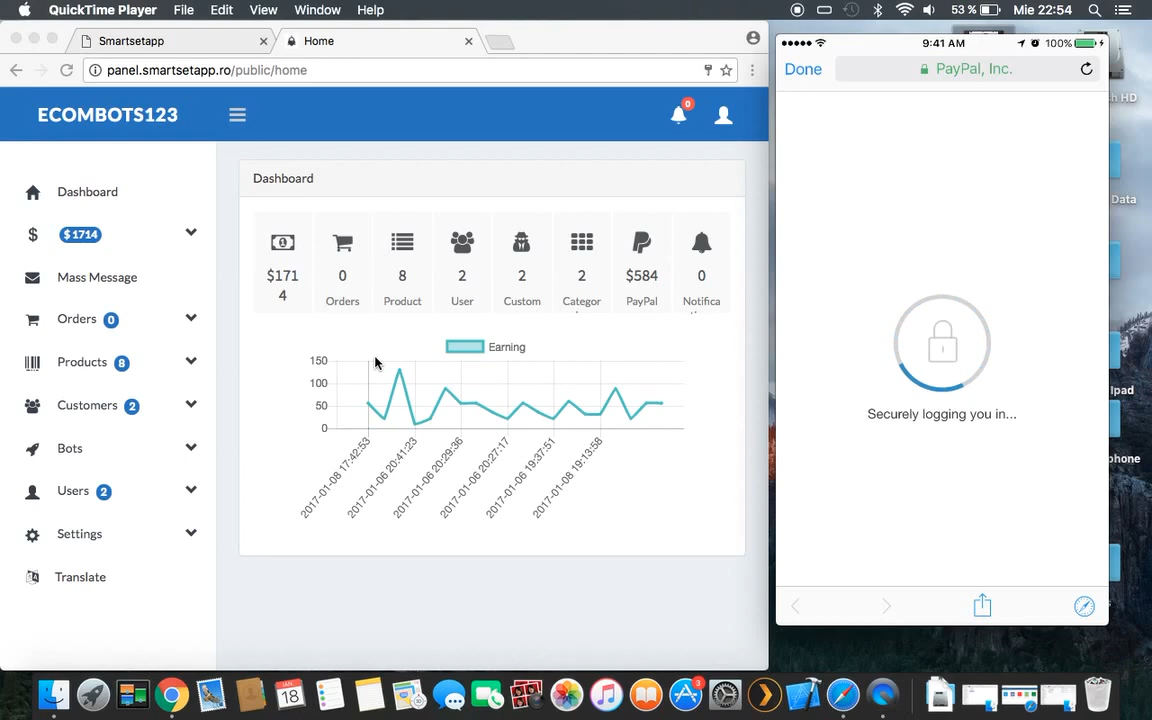 QuickTime Player File Edit View Window Help
53 % Mie 22:54
Smartsetapp
Home
panel.smartsetapp.ro/public/home
ECOMBOTS123
0
Dashboard
$ 1714
Mass Message
Orders 0
Products 8
Customers 2
Bots
Users 2
Settings
Translate
Dashboard
$171
4
0
Orders
8
Product
2
User
2
Custom
2
Categor
$584
PayPal
0
Notifica
Earning
150
100
50
0
2017-01-08 17:42:53
2017-01-06 20:41:23
2017-01-06 20:29:36
2017-01-06 20:27:17
2017-01-06 19:37:51
2017-01-08 19:13:58
9:41 AM 100%
Done PayPal, Inc.
Securely logging you in...
HD
Data
Ipad
phone
JAN
18
3